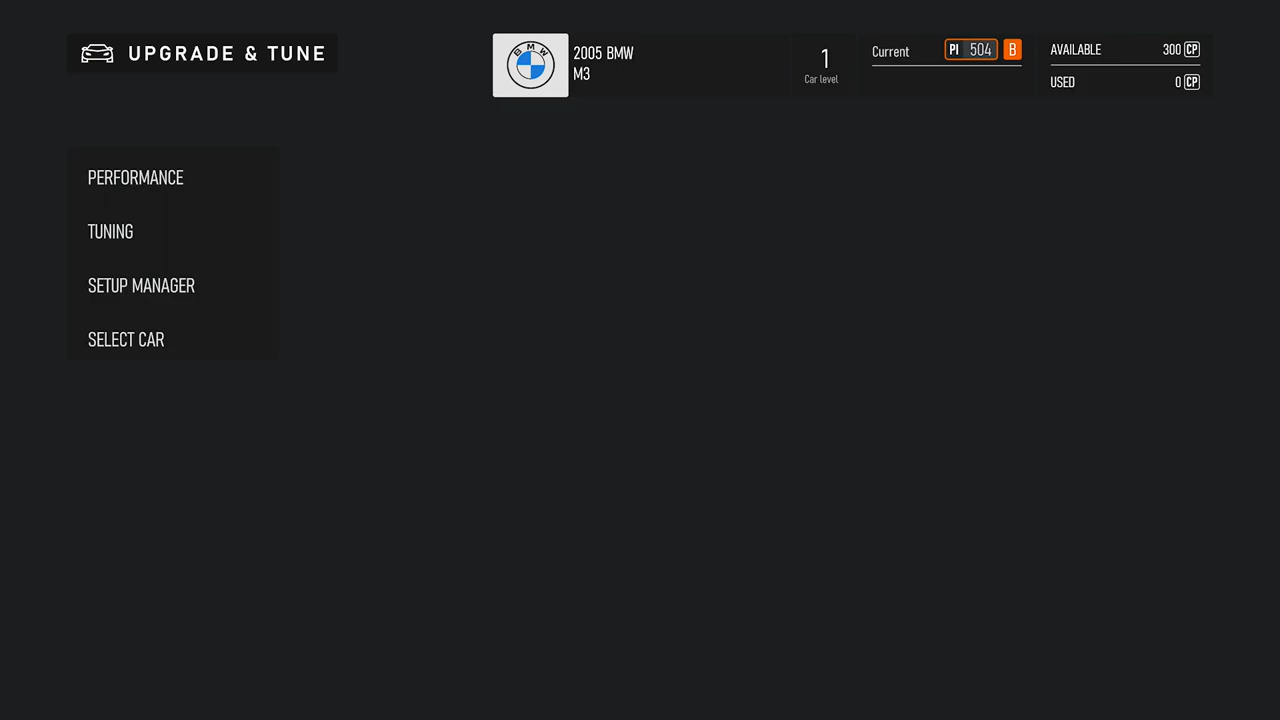 UPGRADE & TUNE
BMW
2005 BMW
M3
1
Car level
Current PI 504 B
AVAILABLE 300 CP
USED 0 CP
PERFORMANCE
TUNING
SETUP MANAGER
SELECT CAR